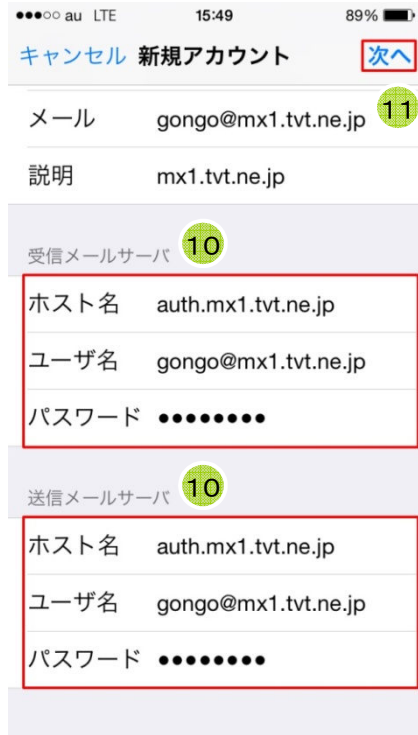 ●●●○○ au LTE 15:49 89%
キャンセル 新規アカウント 次へ
メール gongo@mx1.tvt.ne.jp 11
説明 mx1.tvt.ne.jp
受信メールサーバ 10
ホスト名 auth.mx1.tvt.ne.jp
ユーザ名 gongo@mx1.tvt.ne.jp
パスワード ●●●●●●●●
送信メールサーバ 10
ホスト名 auth.mx1.tvt.ne.jp
ユーザ名 gongo@mx1.tvt.ne.jp
パスワード ●●●●●●●●